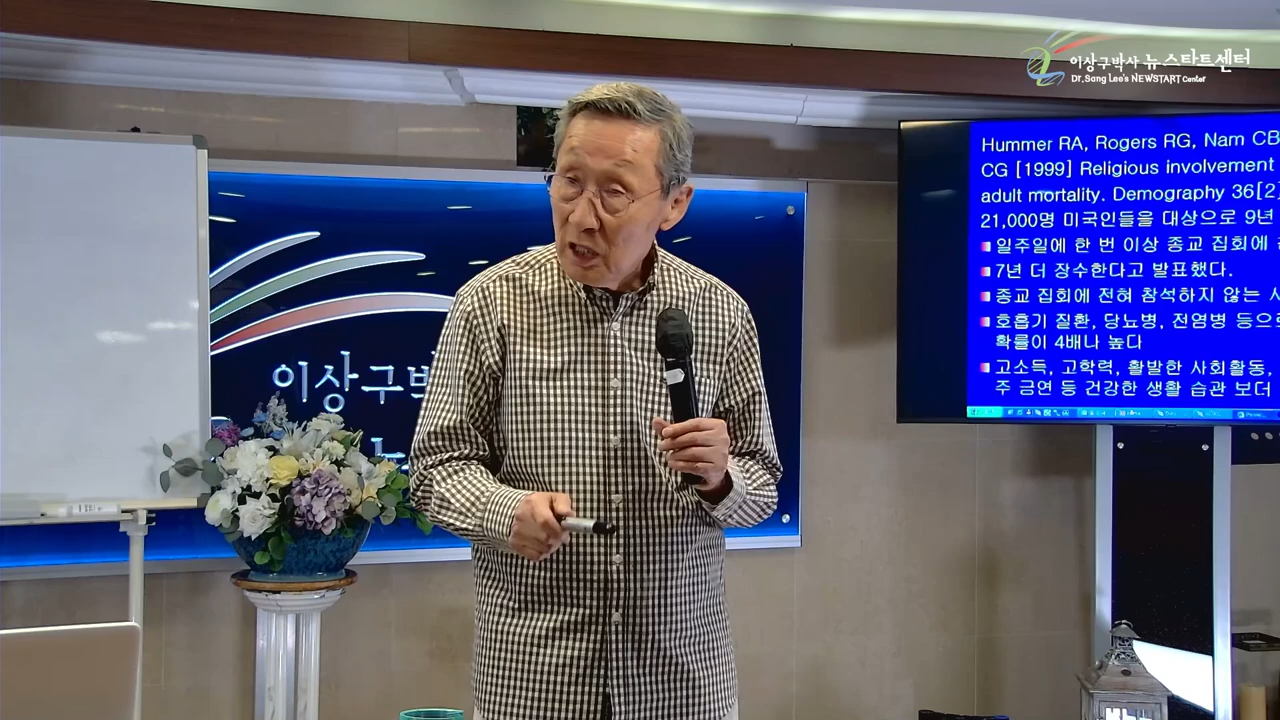 이상구박사 뉴스타트센터
Dr. Sang Lee's NEWSTART Center
Hummer RA, Rogers RG, Nam CB
CG [1999] Religious involvement
adult mortality. Demography 36[2]
21,000명 미국인들을 대상으로 9년
일주일에 한 번 이상 종교 집회에
7년 더 장수한다고 발표했다.
종교 집회에 전혀 참석하지 않는
호흡기 질환, 당뇨병, 전염병 등으로
확률이 4배나 높다
고소득, 고학력, 활발한 사회활동,
주 금연 등 건강한 생활 습관 보더
이상구박